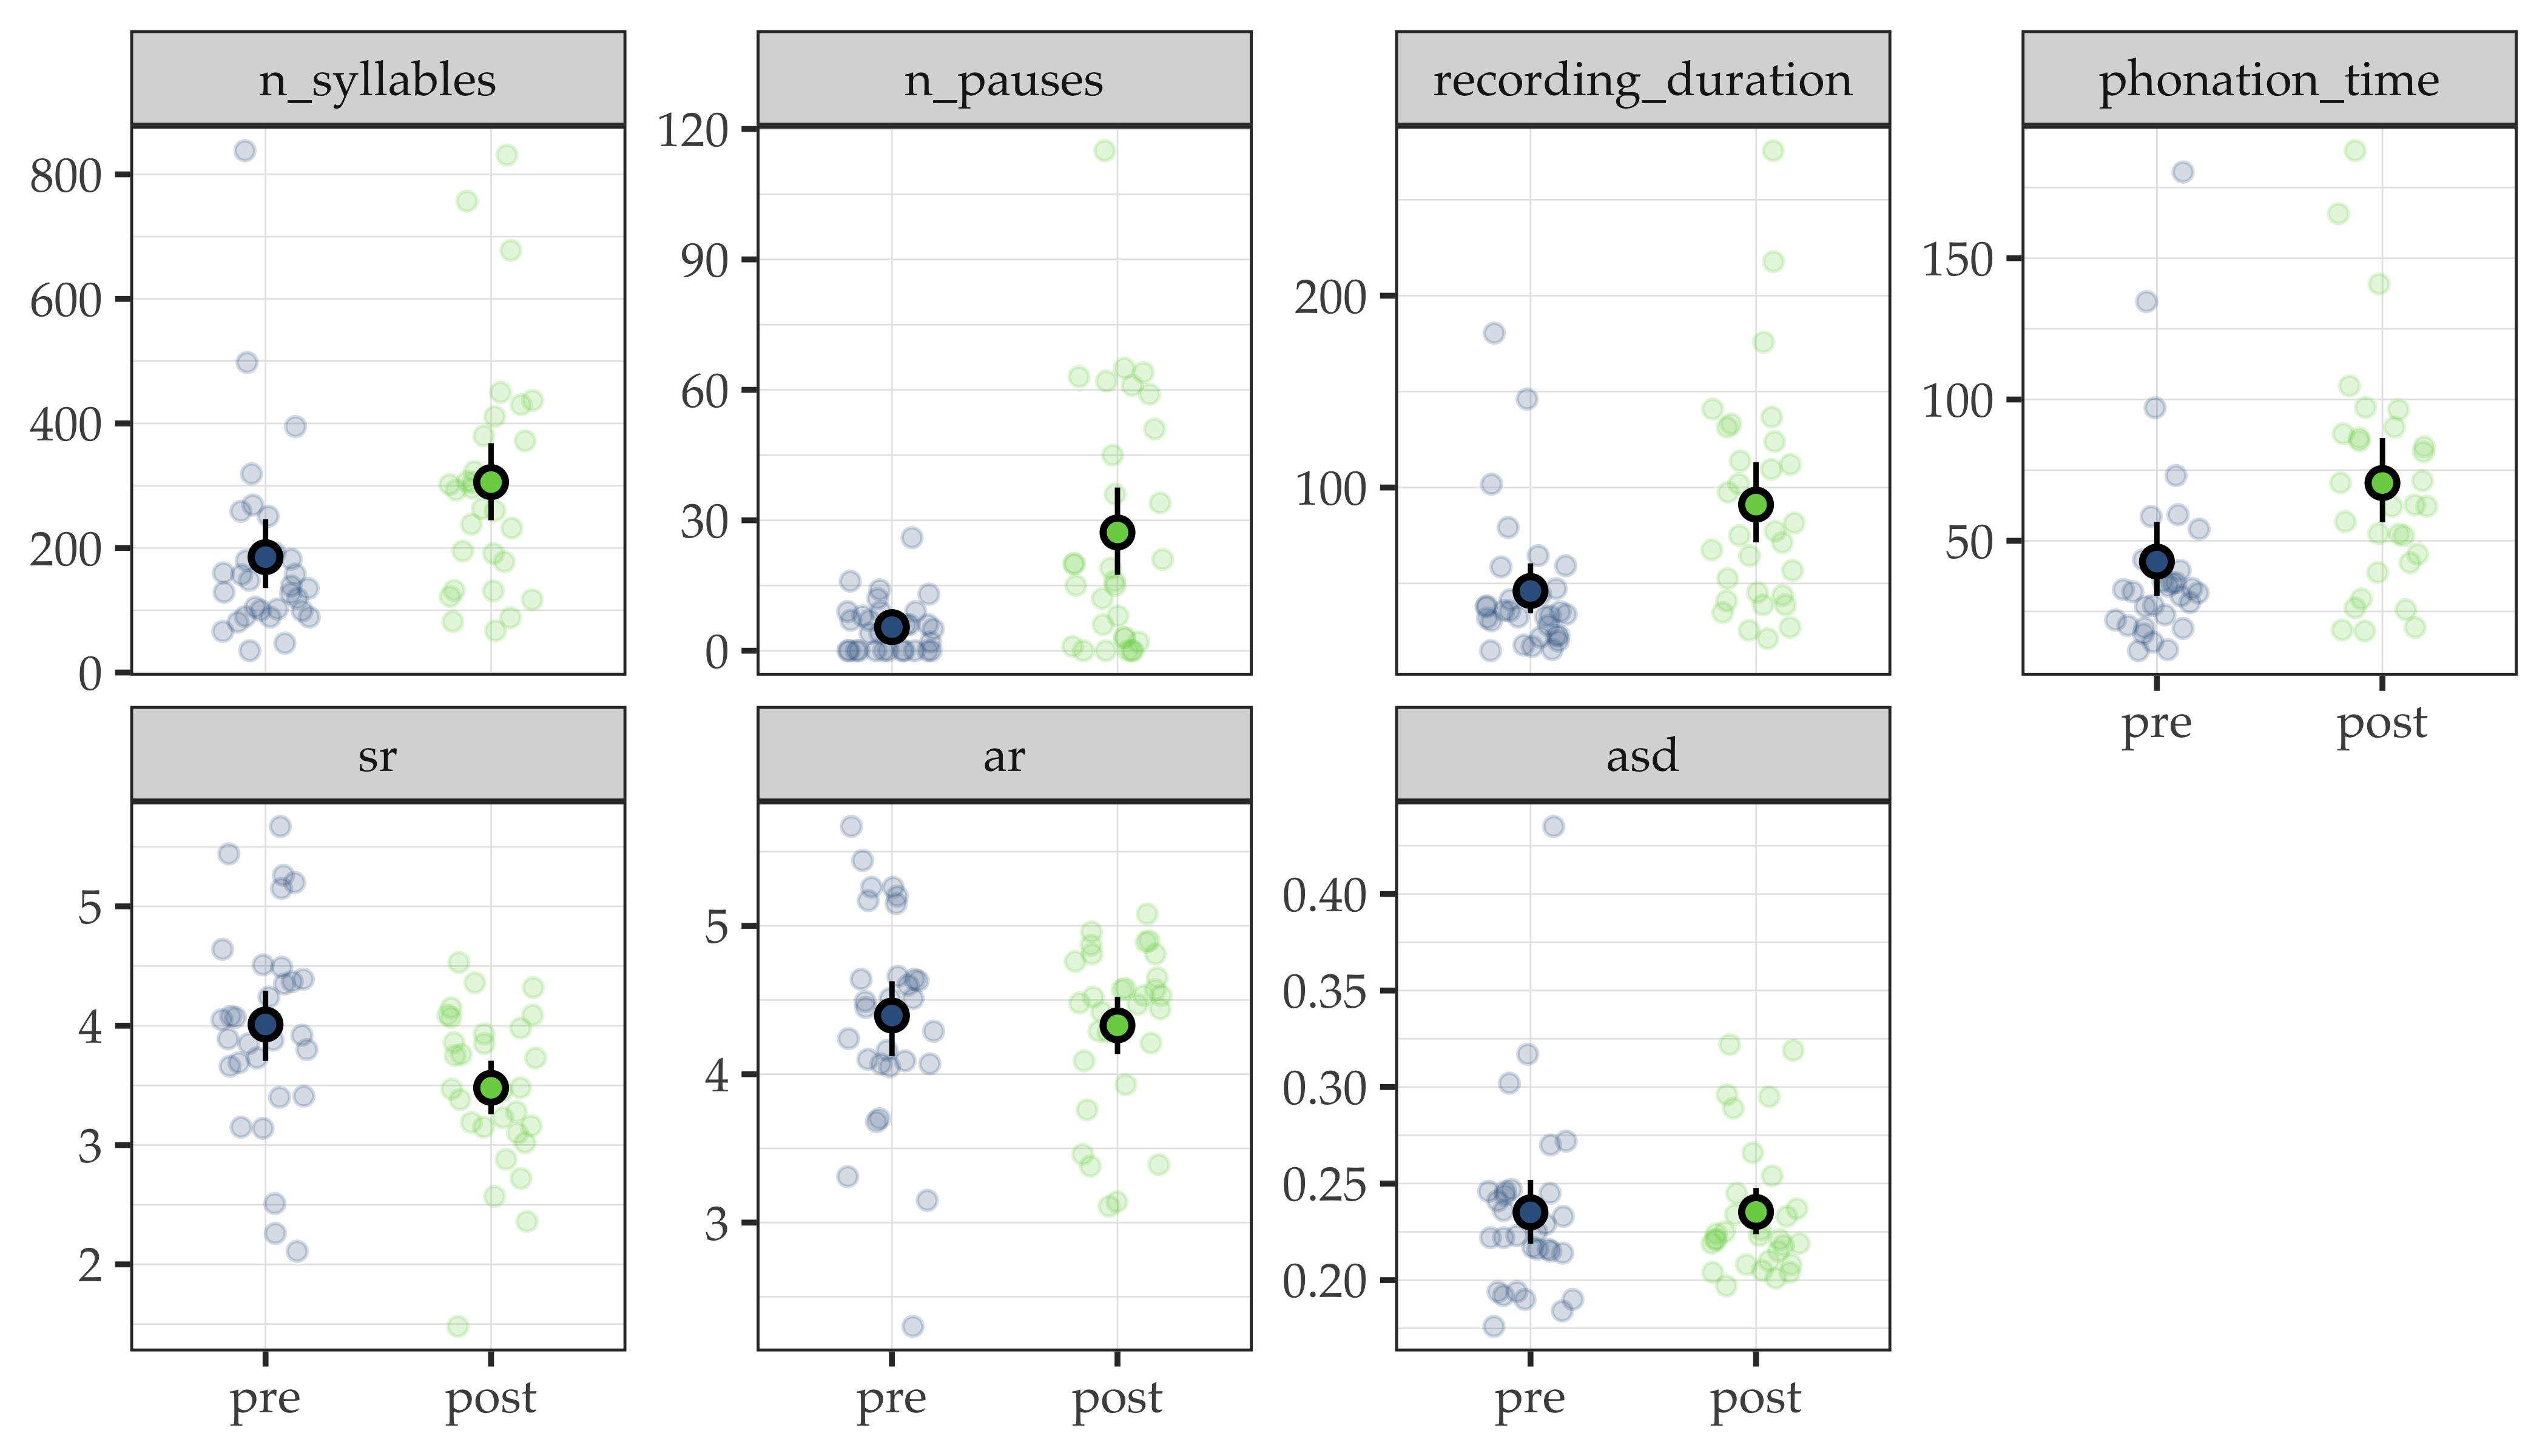 n_syllables
n_pauses
recording_duration
phonation_time
800
600
400
200
0
120
90
60
30
0
200
100
150
100
50
pre
post
sr
ar
asd
5
4
3
2
5
4
3
0.40
0.35
0.30
0.25
0.20
pre
post
pre
post
pre
post